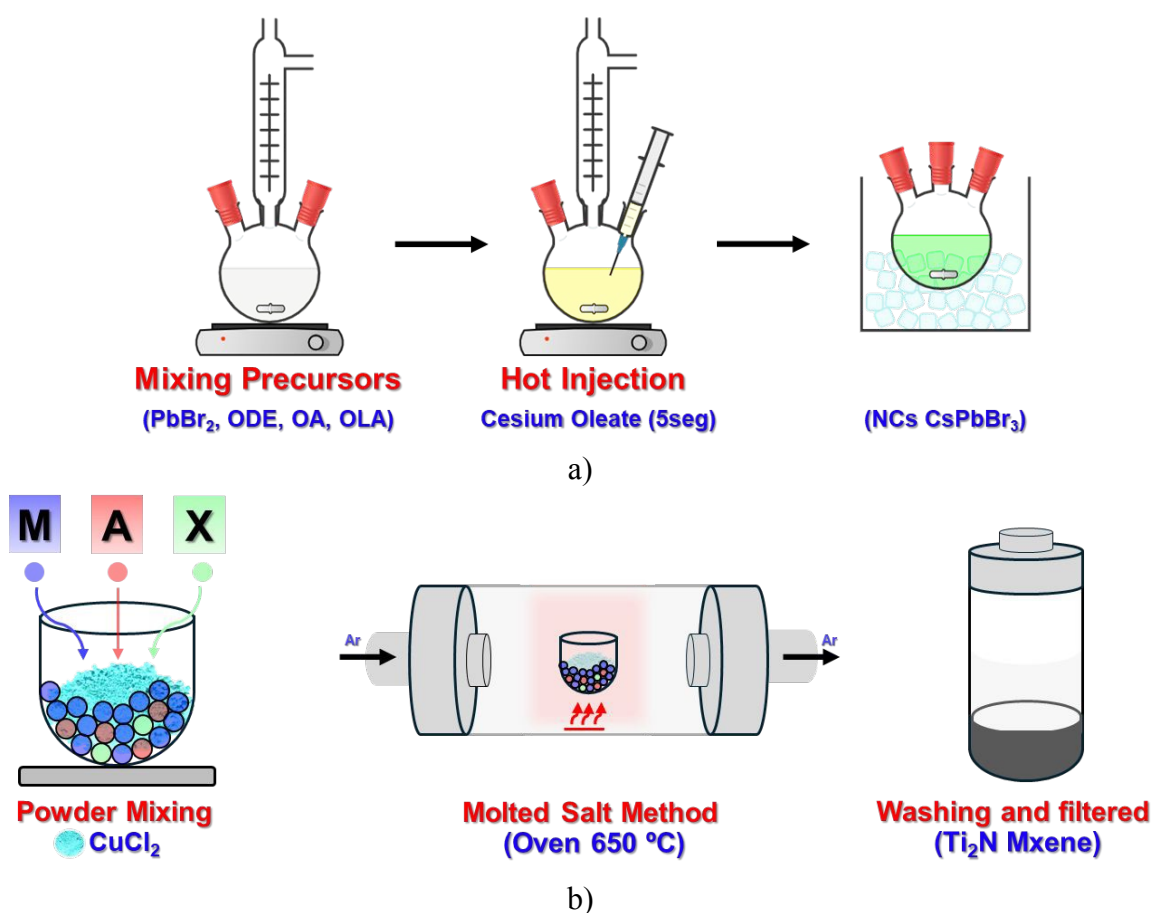 Mixing Precursors
(PbBr₂, ODE, OA, OLA)
Hot Injection
Cesium Oleate (5seg)
(NCs CsPbBr₃)
a)
M
A
X
Powder Mixing
CuCl₂
Ar
Ar
Molted Salt Method
(Oven 650 ºC)
Washing and filtered
(Ti₂N Mxene)
b)